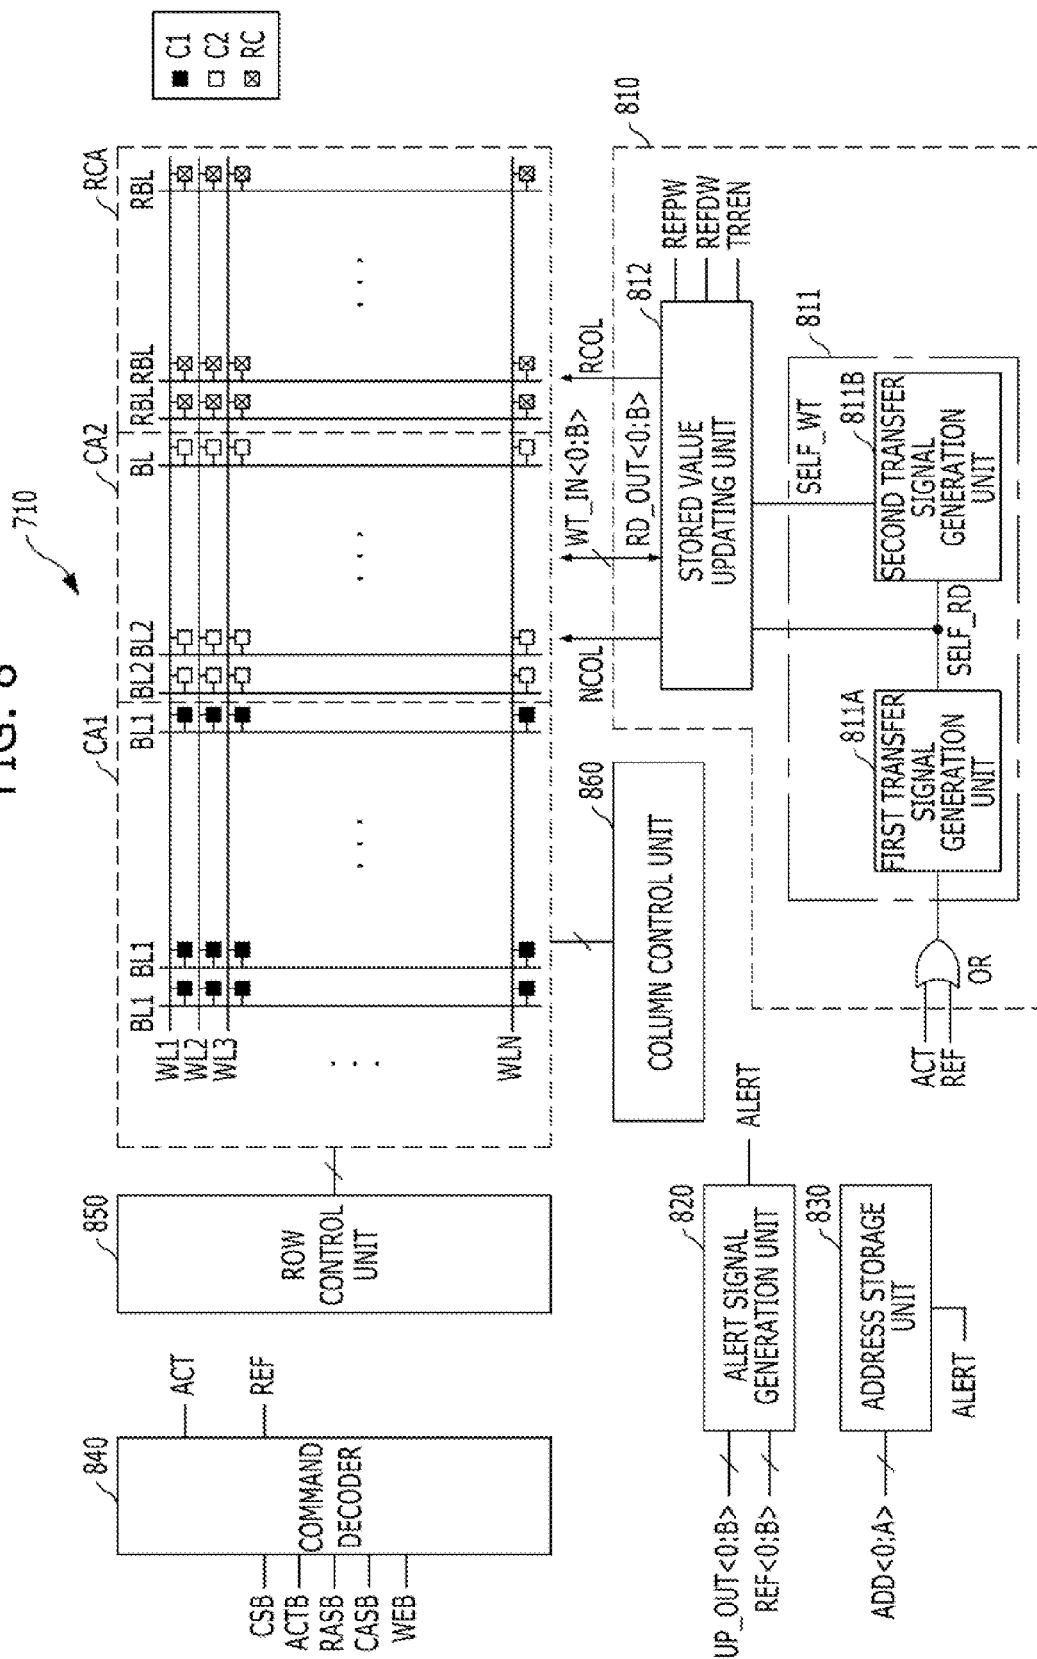 FIG. 8
710
C1
C2
RC
CA1
CA2
RCA
BL1
BL1
BL1
BL2
BL2
BL
RBL
RBL
RBL
WL1
WL2
WL3
WLN
840
COMMAND
DECODER
CSB
ACTB
RASB
CASB
WEB
ACT
REF
850
ROW
CONTROL
UNIT
860
COLUMN CONTROL UNIT
NCOL
WT_IN<0:B>
RD_OUT<0:B>
RCOL
810
812
STORED VALUE
UPDATING UNIT
REFPW
REFDW
TRREN
811
SELF_WT
SELF_RD
811A
FIRST TRANSFER
SIGNAL
GENERATION
UNIT
811B
SECOND TRANSFER
SIGNAL
GENERATION
UNIT
ACT
REF
OR
820
ALERT SIGNAL
GENERATION UNIT
UP_OUT<0:B>
REF<0:B>
ALERT
830
ADDRESS STORAGE
UNIT
ADD<0:A>
ALERT